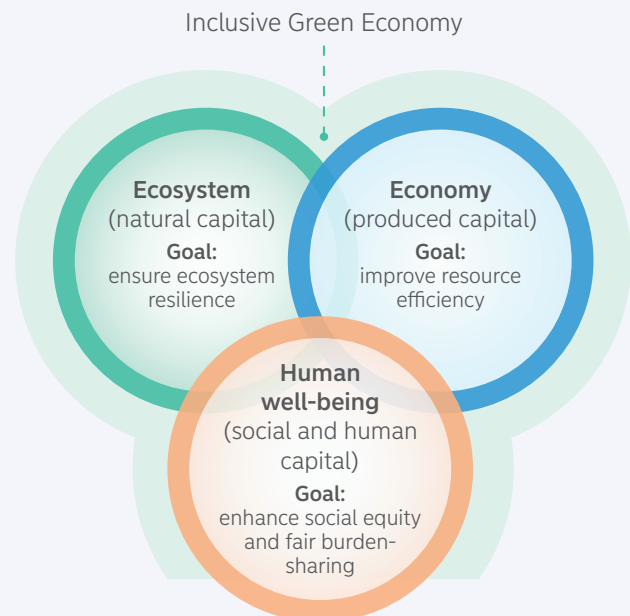 Inclusive Green Economy
Ecosystem
(natural capital)
Goal:
ensure ecosystem
resilience
Economy
(produced capital)
Goal:
improve resource
efficiency
Human
well-being
(social and human
capital)
Goal:
enhance social equity
and fair burden-
sharing